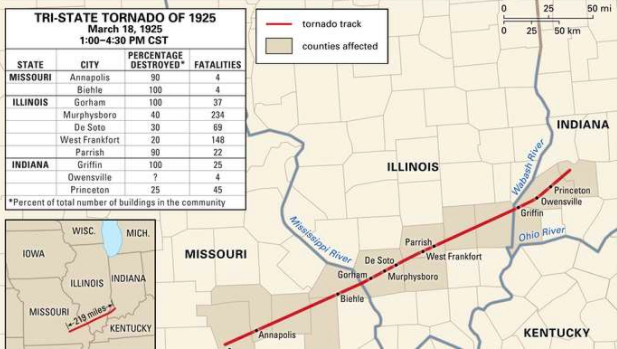 TRI-STATE TORNADO OF 1925
March 18, 1925
1:00–4:30 PM CST
STATE CITY PERCENTAGE DESTROYED* FATALITIES
MISSOURI Annapolis 90 4
Biehle 100 4
ILLINOIS Gorham 100 37
Murphysboro 40 234
De Soto 30 69
West Frankfort 20 148
Parrish 90 22
INDIANA Griffin 100 25
Owensville ? 4
Princeton 25 45
*Percent of total number of buildings in the community
tornado track
counties affected
0 25 50 mi
0 25 50 km
INDIANA
ILLINOIS
Wabash River
Princeton
Owensville
Griffin
Ohio River
Mississippi River
MISSOURI
Parrish
West Frankfort
De Soto
Murphysboro
Gorham
Biehle
Annapolis
KENTUCKY
WISC. MICH.
IOWA
ILLINOIS INDIANA
219 miles
MISSOURI
KENTUCKY